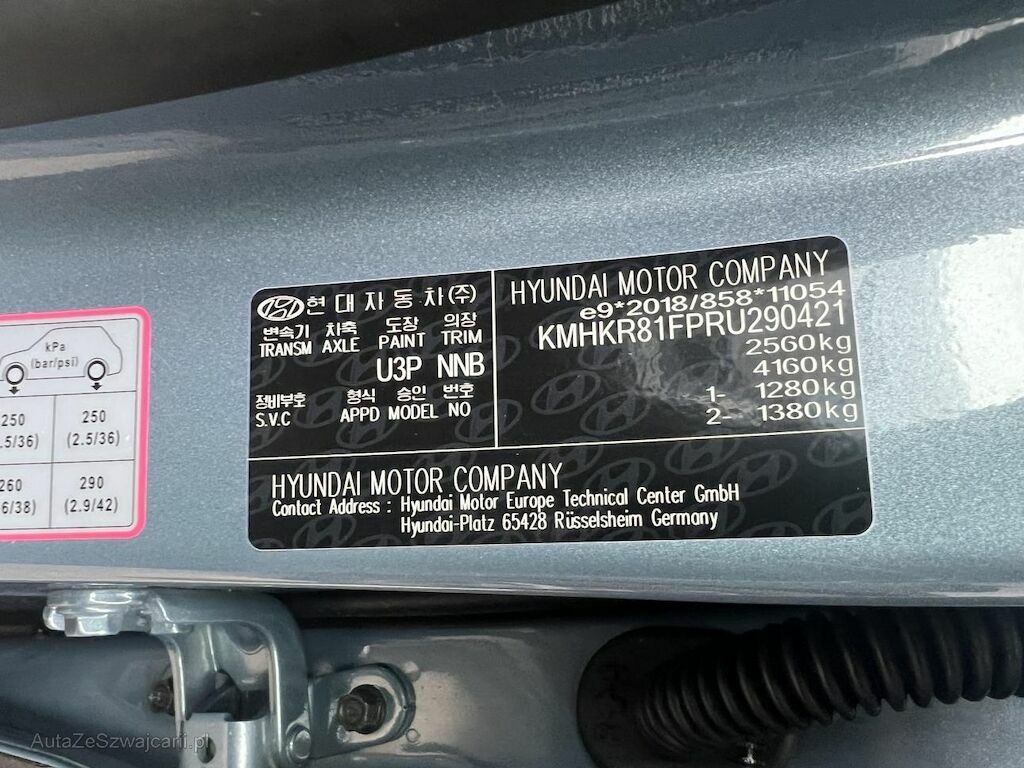 kPa
(bar/psi)
250 250
.5/36) (2.5/36)
260 290
6/38) (2.9/42)
현대자동차(주)
변속기 차축 도장 의장
TRANSM AXLE PAINT TRIM
U3P NNB
정비부호 형식 승인 번호
S.V.C APPD MODEL NO
HYUNDAI MOTOR COMPANY
e9*2018/858*11054
KMHKR81FPRU290421
2560kg
4160kg
1- 1280kg
2- 1380kg
HYUNDAI MOTOR COMPANY
Contact Address : Hyundai Motor Europe Technical Center GmbH
Hyundai-Platz 65428 Rüsselsheim Germany
AutaZeSzwajcarii.pl